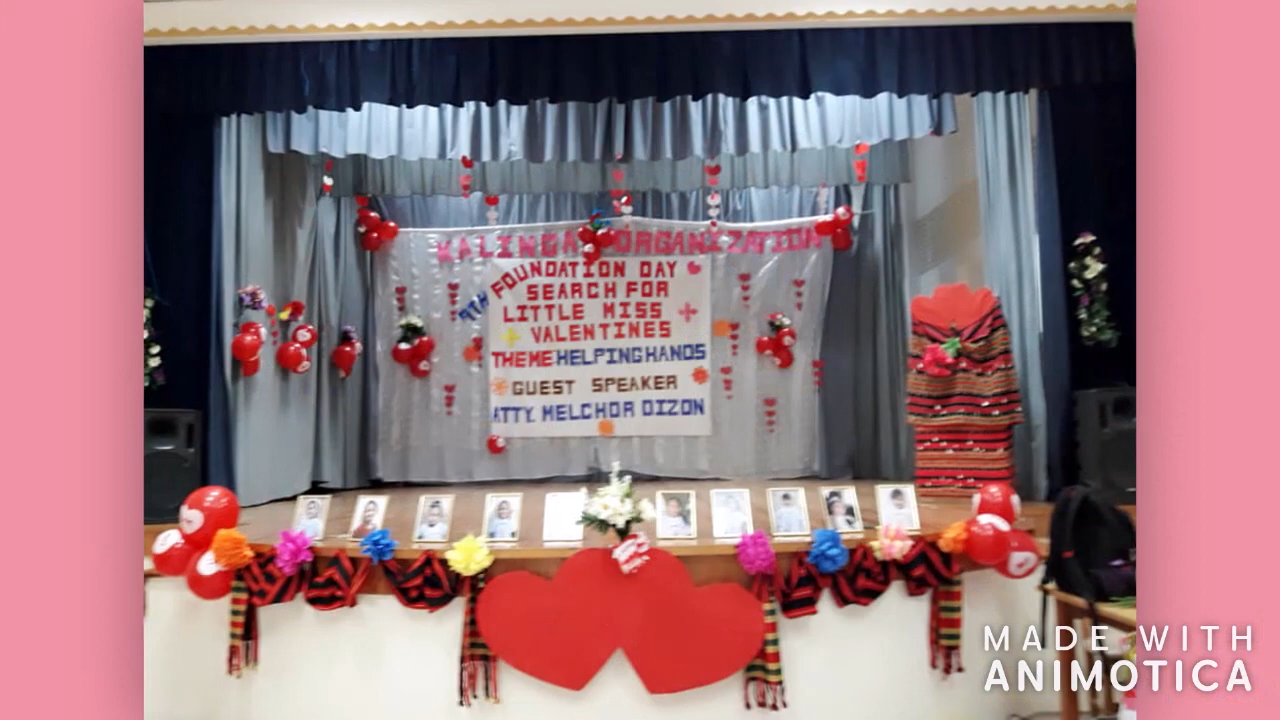 KALINGA ORGANIZATION
9TH FOUNDATION DAY
SEARCH FOR
LITTLE MISS
VALENTINES
THEME HELPING HANDS
GUEST SPEAKER
ATTY. MELCHOR DIZON
MADE WITH
ANIMOTICA